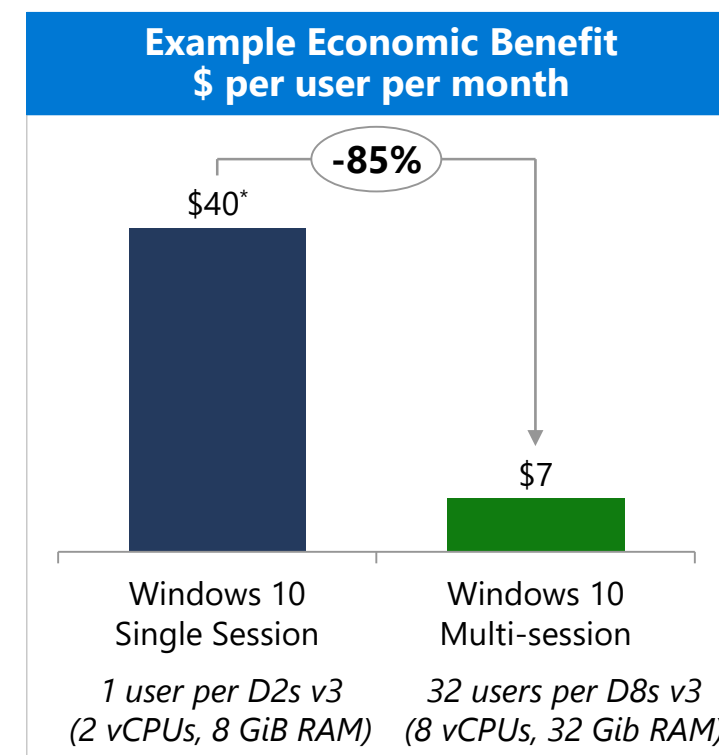 Example Economic Benefit
$ per user per month
-85%
$40*
$7
Windows 10
Single Session
Windows 10
Multi-session
1 user per D2s v3
(2 vCPUs, 8 GiB RAM)
32 users per D8s v3
(8 vCPUs, 32 Gib RAM)